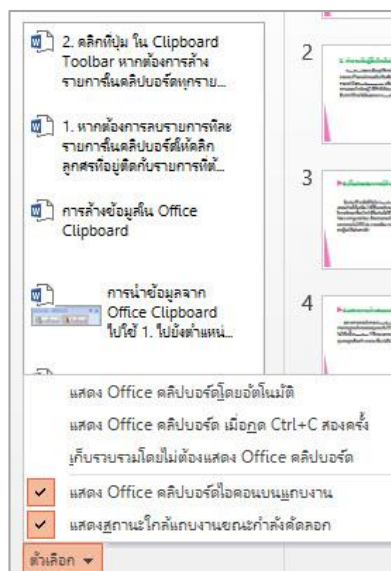 2. คลิกที่ปุ่ม ใน Clipboard
Toolbar หากต้องการล้าง
รายการในคลิปบอร์ดทุกราย...
1. หากต้องการลบรายการทีละ
รายการในคลิปบอร์ดให้คลิก
ลูกศรที่อยู่ติดกับรายการที่ต้...
การล้างข้อมูลใน Office
Clipboard
การนำข้อมูลจาก
Office Clipboard
ไปใช้ 1. ไปยังตำแหน่...
2
3
4
แสดง Office คลิปบอร์ดโดยอัตโนมัติ
แสดง Office คลิปบอร์ด เมื่อกด Ctrl+C สองครั้ง
เก็บรวบรวมโดยไม่ต้องแสดง Office คลิปบอร์ด
แสดง Office คลิปบอร์ดไอคอนบนแถบงาน
แสดงสถานะใกล้แถบงานขณะกำลังคัดลอก
ตัวเลือก